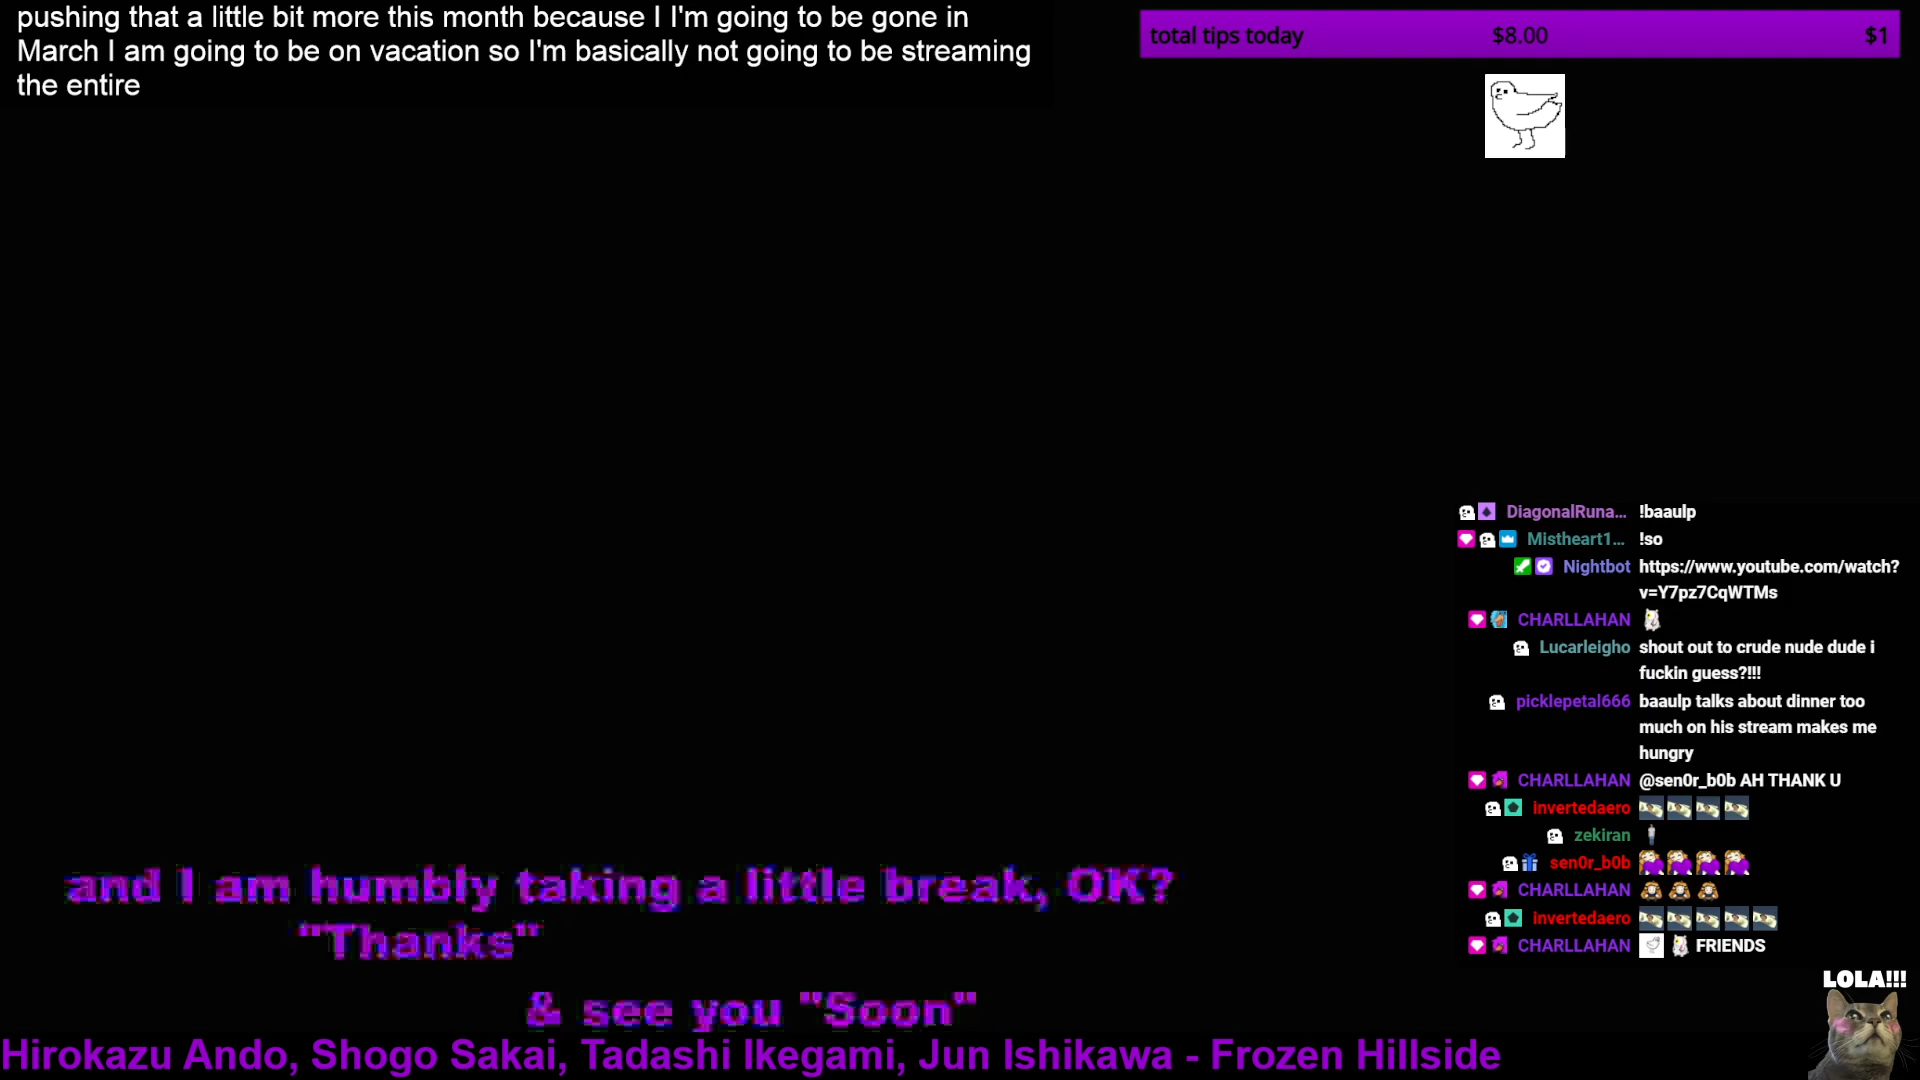 pushing that a little bit more this month because I I'm going to be gone in
March I am going to be on vacation so I'm basically not going to be streaming
the entire
total tips today $8.00 $1
DiagonalRuna... !baaulp
Mistheart1... !so
Nightbot https://www.youtube.com/watch?
v=Y7pz7CqWTMs
CHARLLAHAN
Lucarleigho shout out to crude nude dude i
fuckin guess?!!!
picklepetal666 baaulp talks about dinner too
much on his stream makes me
hungry
CHARLLAHAN @sen0r_b0b AH THANK U
invertedaero
zekiran
sen0r_b0b
CHARLLAHAN
invertedaero
CHARLLAHAN FRIENDS
LOLA!!!
and I am humbly taking a little break, OK?
"Thanks"
& see you "Soon"
Hirokazu Ando, Shogo Sakai, Tadashi Ikegami, Jun Ishikawa - Frozen Hillside